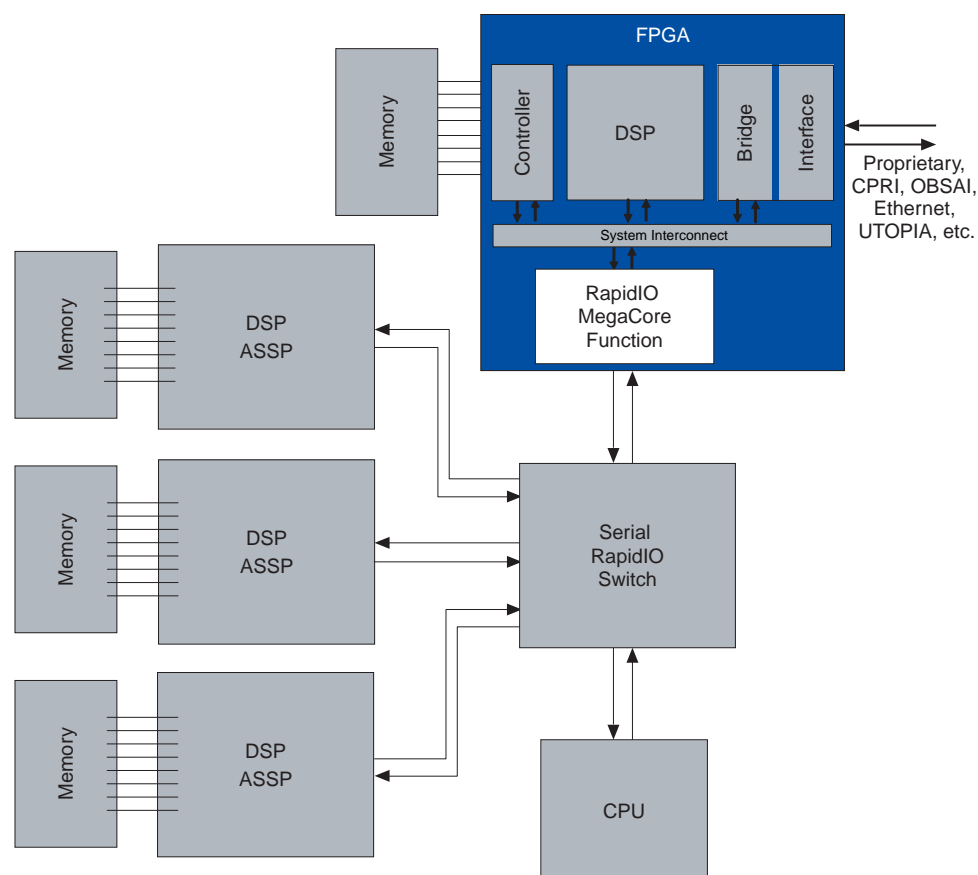 FPGA
Memory
Controller
DSP
Bridge
Interface
Proprietary,
CPRI, OBSAI,
Ethernet,
UTOPIA, etc.
System Interconnect
RapidIO
MegaCore
Function
Memory
DSP
ASSP
Memory
DSP
ASSP
Serial
RapidIO
Switch
Memory
DSP
ASSP
CPU